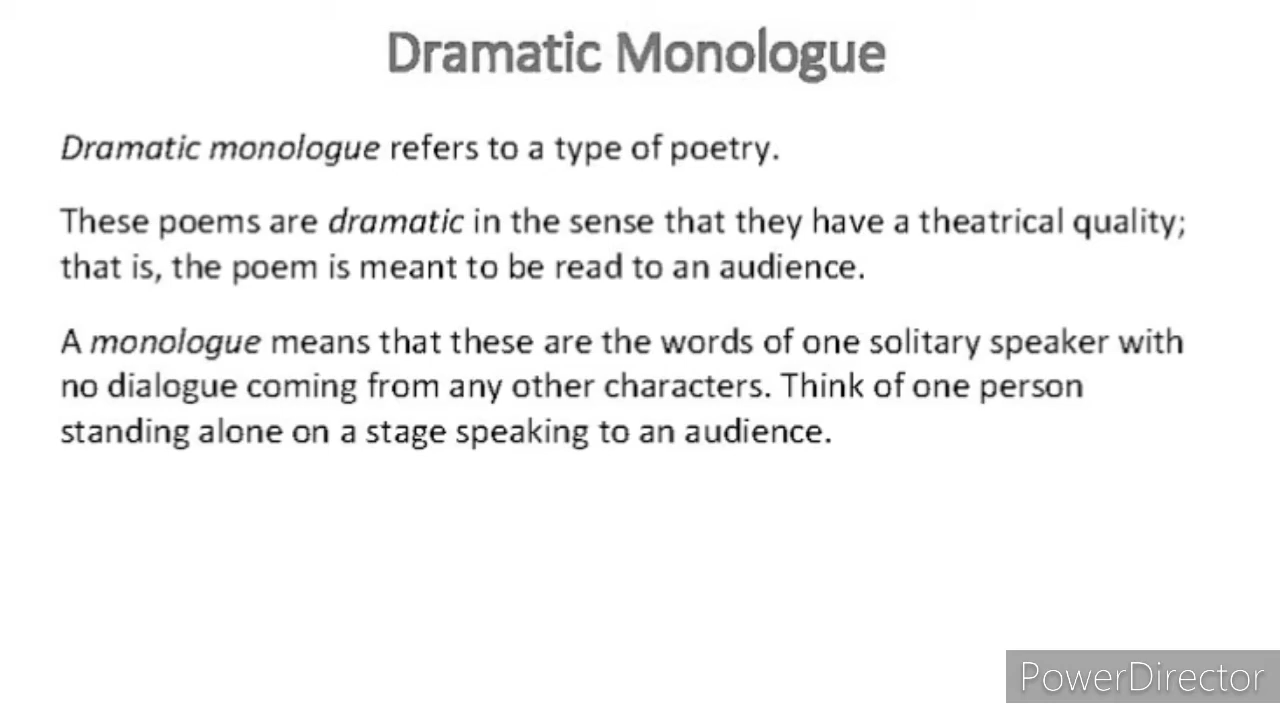 Dramatic Monologue
Dramatic monologue refers to a type of poetry.
These poems are dramatic in the sense that they have a theatrical quality;
that is, the poem is meant to be read to an audience.
A monologue means that these are the words of one solitary speaker with
no dialogue coming from any other characters. Think of one person
standing alone on a stage speaking to an audience.
PowerDirector